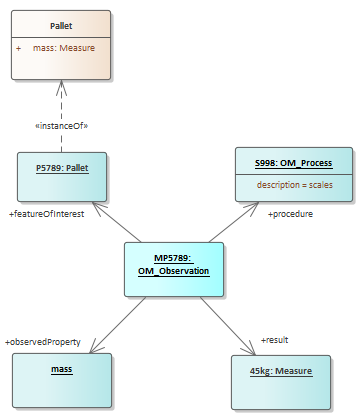 Pallet
+ mass: Measure
«instanceOf»
P5789: Pallet
S998: OM_Process
description = scales
+featureOfInterest
+procedure
MP5789:
OM_Observation
+observedProperty
+result
mass
45kg: Measure